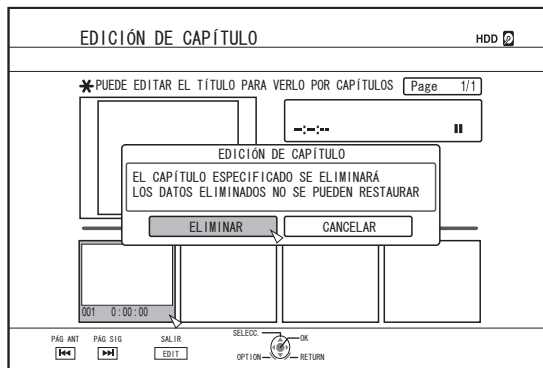 EDICIÓN DE CAPÍTULO HDD
*PUEDE EDITAR EL TÍTULO PARA VERLO POR CAPÍTULOS Page 1/1
-:-:--
EDICIÓN DE CAPÍTULO
EL CAPÍTULO ESPECIFICADO SE ELIMINARÁ
LOS DATOS ELIMINADOS NO SE PUEDEN RESTAURAR
ELIMINAR CANCELAR
001 0:00:00
PÁG ANT PÁG SIG SALIR SELECC. OK
EDIT OPTION RETURN